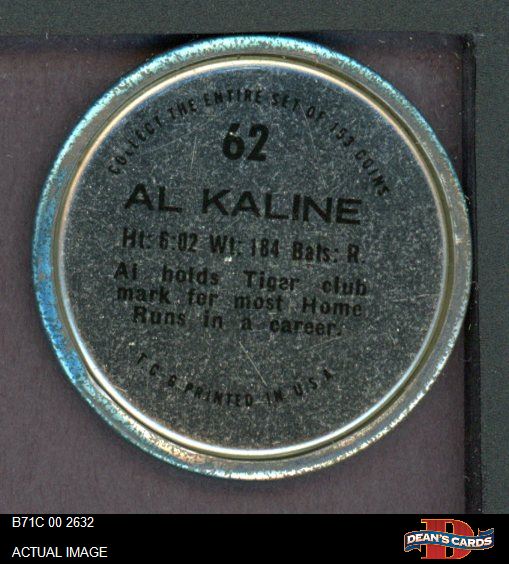 COLLECT THE ENTIRE SET OF 153 COINS
62
AL KALINE
Ht: 6:02 Wt: 184 Bats: R.
Al holds Tiger club
mark for most Home
Runs in a career.
T.C.G. PRINTED IN U.S.A.
B71C 00 2632
ACTUAL IMAGE
D
DEAN'S CARDS